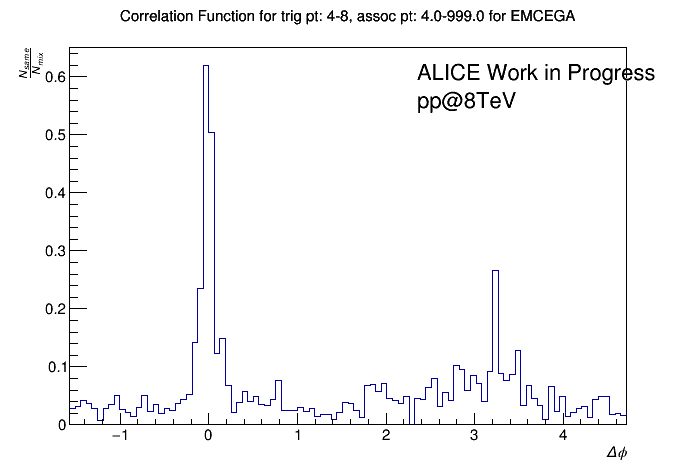 Correlation Function for trig pt: 4-8, assoc pt: 4.0-999.0 for EMCEGA
N_same/N_mix
ALICE Work in Progress
pp@8TeV
0.6
0.5
0.4
0.3
0.2
0.1
0
−1 0 1 2 3 4
Δϕ